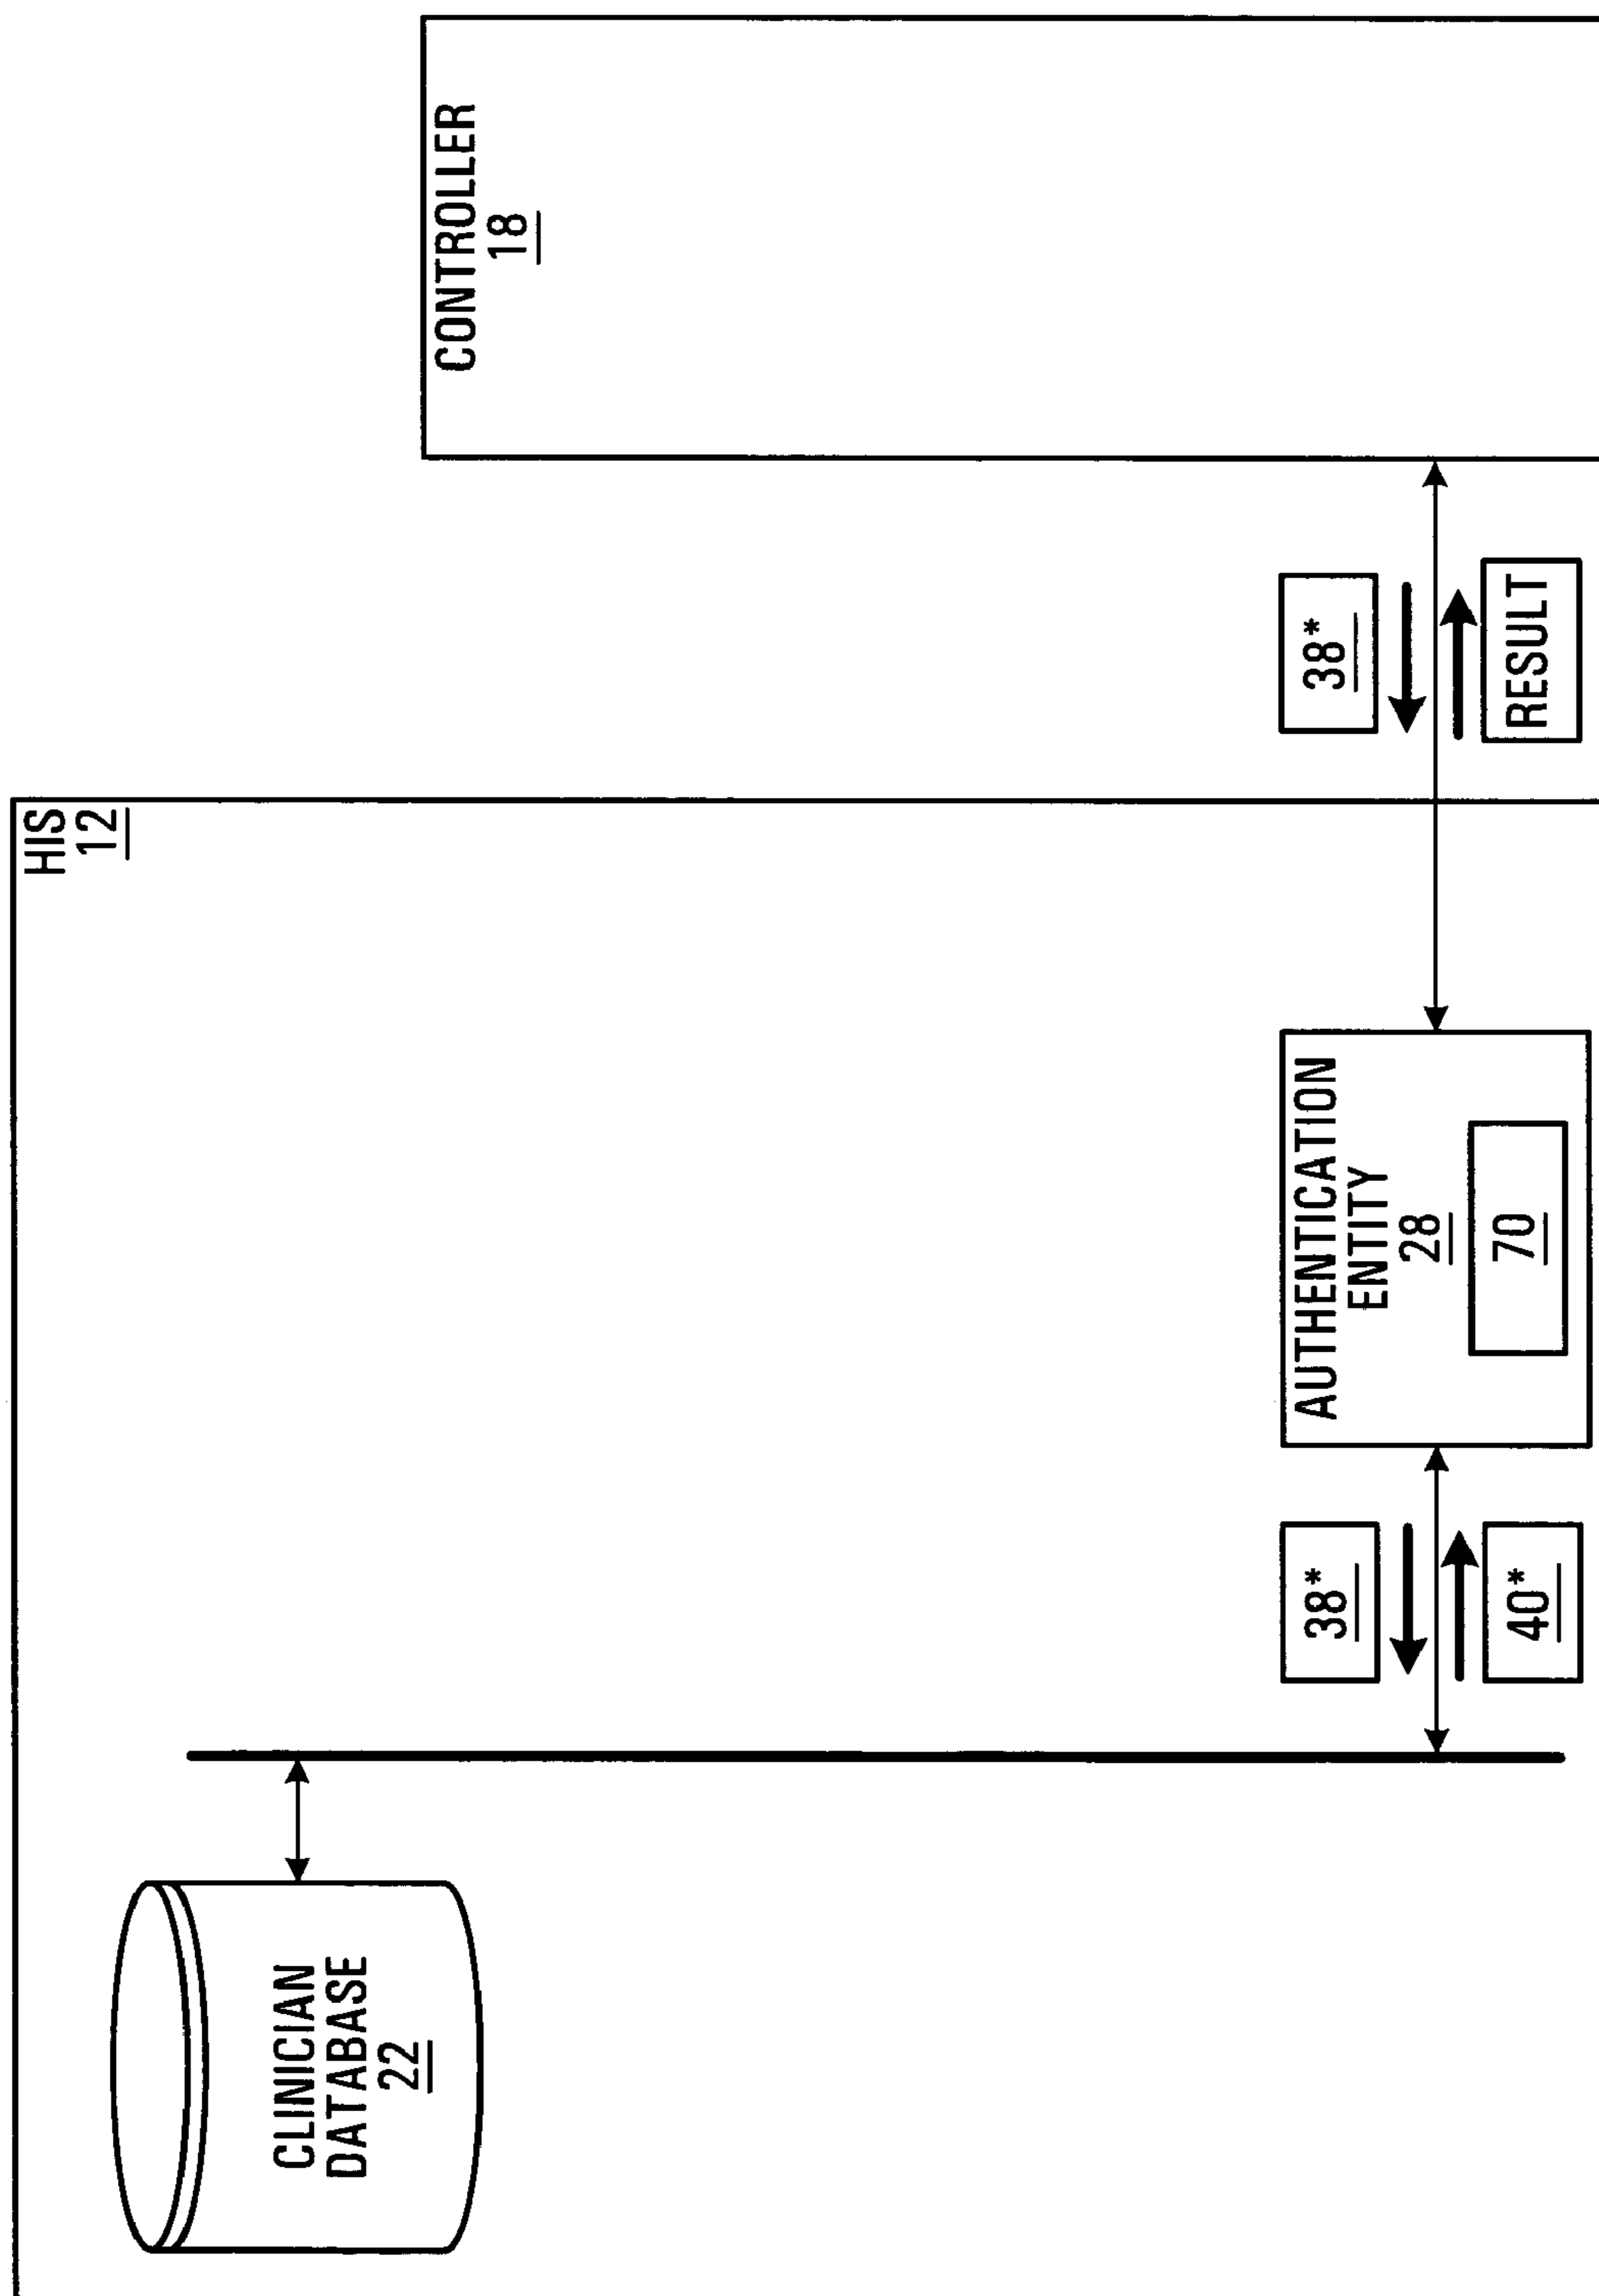 HIS
12
CLINICIAN
DATABASE
22
CONTROLLER
18
38*
40*
AUTHENTICATION
ENTITY
28
70
38*
RESULT